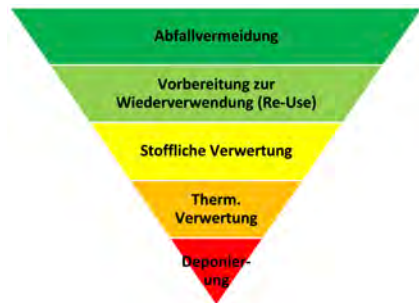 Abfallvermeidung
Vorbereitung zur
Wiederverwendung (Re-Use)
Stoffliche Verwertung
Therm.
Verwertung
Deponier-
ung